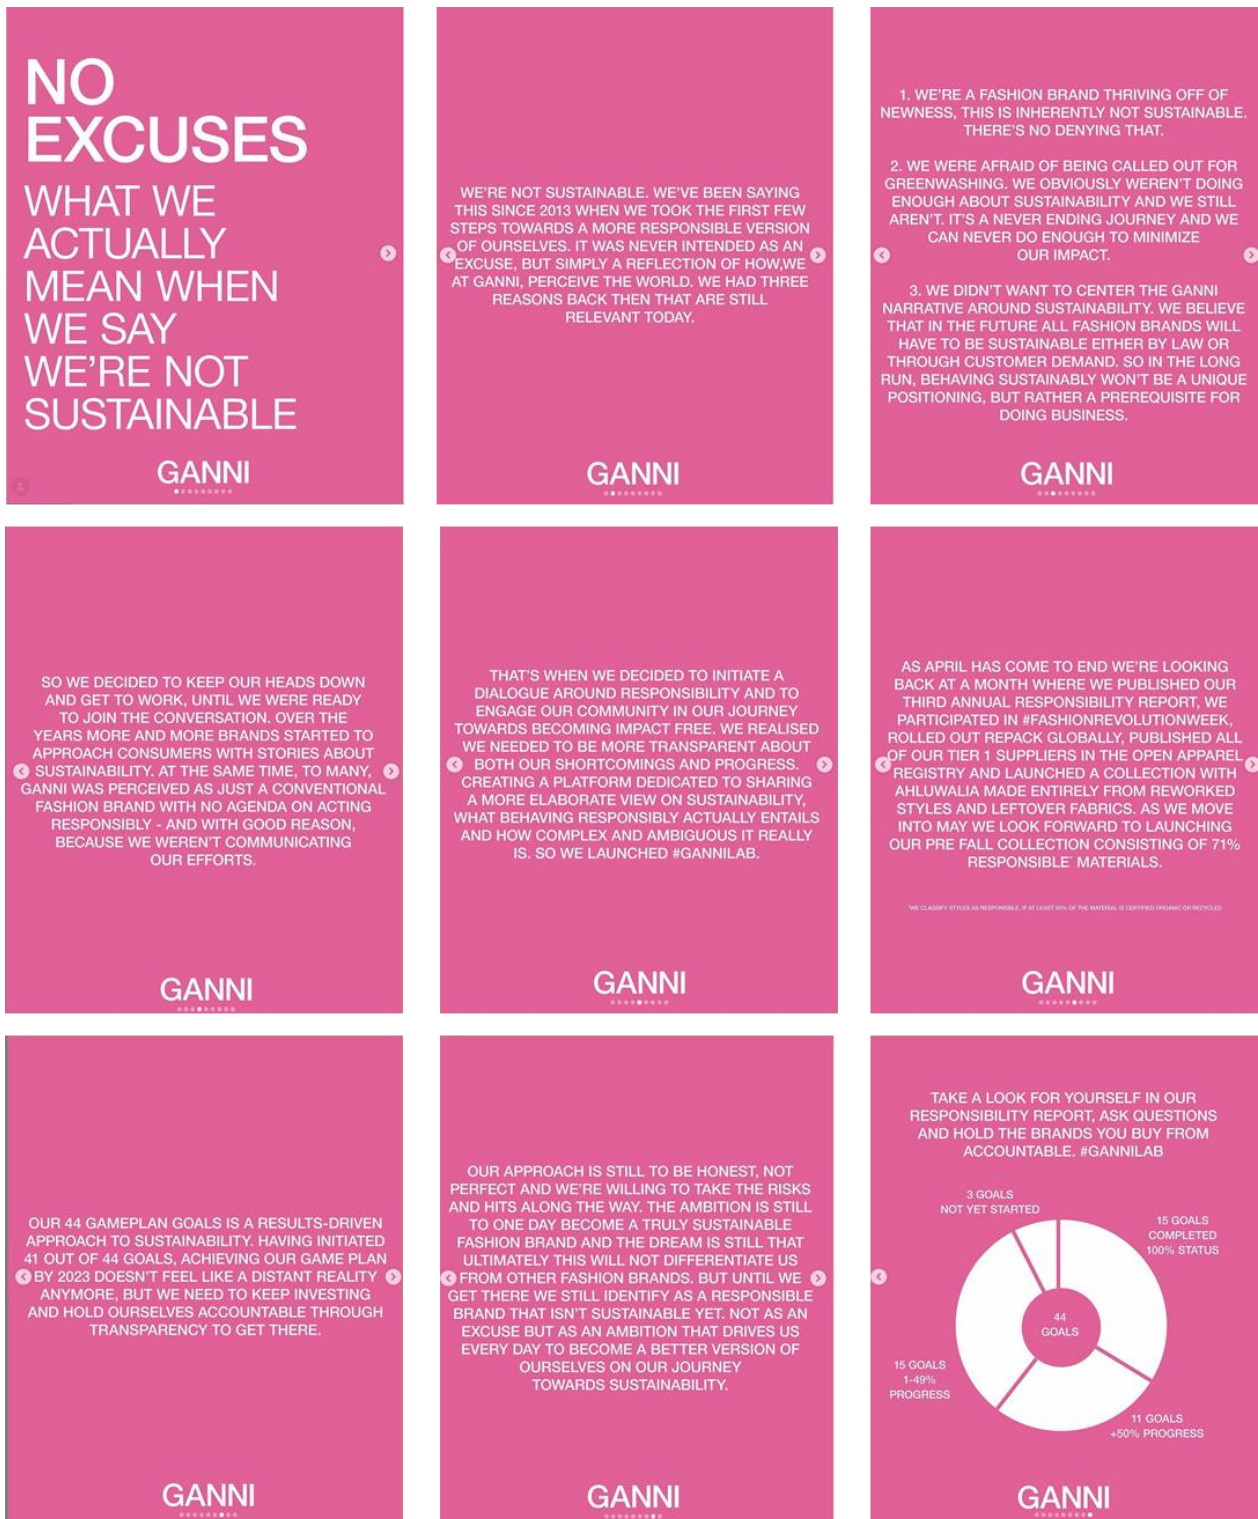 NO
EXCUSES
WHAT WE
ACTUALLY
MEAN WHEN
WE SAY
WE'RE NOT
SUSTAINABLE
GANNI
WE'RE NOT SUSTAINABLE. WE'VE BEEN SAYING
THIS SINCE 2013 WHEN WE TOOK THE FIRST FEW
STEPS TOWARDS A MORE RESPONSIBLE VERSION
OF OURSELVES. IT WAS NEVER INTENDED AS AN
EXCUSE, BUT SIMPLY A REFLECTION OF HOW,WE
AT GANNI, PERCEIVE THE WORLD. WE HAD THREE
REASONS BACK THEN THAT ARE STILL
RELEVANT TODAY.
GANNI
1. WE'RE A FASHION BRAND THRIVING OFF OF
NEWNESS, THIS IS INHERENTLY NOT SUSTAINABLE.
THERE'S NO DENYING THAT.
2. WE WERE AFRAID OF BEING CALLED OUT FOR
GREENWASHING. WE OBVIOUSLY WEREN'T DOING
ENOUGH ABOUT SUSTAINABILITY AND WE STILL
AREN'T. IT'S A NEVER ENDING JOURNEY AND WE
CAN NEVER DO ENOUGH TO MINIMIZE
OUR IMPACT.
3. WE DIDN'T WANT TO CENTER THE GANNI
NARRATIVE AROUND SUSTAINABILITY. WE BELIEVE
THAT IN THE FUTURE ALL FASHION BRANDS WILL
HAVE TO BE SUSTAINABLE EITHER BY LAW OR
THROUGH CUSTOMER DEMAND. SO IN THE LONG
RUN, BEHAVING SUSTAINABLY WON'T BE A UNIQUE
POSITIONING, BUT RATHER A PREREQUISITE FOR
DOING BUSINESS.
GANNI
SO WE DECIDED TO KEEP OUR HEADS DOWN
AND GET TO WORK, UNTIL WE WERE READY
TO JOIN THE CONVERSATION. OVER THE
YEARS MORE AND MORE BRANDS STARTED TO
APPROACH CONSUMERS WITH STORIES ABOUT
SUSTAINABILITY. AT THE SAME TIME, TO MANY,
GANNI WAS PERCEIVED AS JUST A CONVENTIONAL
FASHION BRAND WITH NO AGENDA ON ACTING
RESPONSIBLY - AND WITH GOOD REASON,
BECAUSE WE WEREN'T COMMUNICATING
OUR EFFORTS.
GANNI
THAT'S WHEN WE DECIDED TO INITIATE A
DIALOGUE AROUND RESPONSIBILITY AND TO
ENGAGE OUR COMMUNITY IN OUR JOURNEY
TOWARDS BECOMING IMPACT FREE. WE REALISED
WE NEEDED TO BE MORE TRANSPARENT ABOUT
BOTH OUR SHORTCOMINGS AND PROGRESS.
CREATING A PLATFORM DEDICATED TO SHARING
A MORE ELABORATE VIEW ON SUSTAINABILITY,
WHAT BEHAVING RESPONSIBLY ACTUALLY ENTAILS
AND HOW COMPLEX AND AMBIGUOUS IT REALLY
IS. SO WE LAUNCHED #GANNILAB.
GANNI
AS APRIL HAS COME TO END WE'RE LOOKING
BACK AT A MONTH WHERE WE PUBLISHED OUR
THIRD ANNUAL RESPONSIBILITY REPORT, WE
PARTICIPATED IN #FASHIONREVOLUTIONWEEK,
ROLLED OUT REPACK GLOBALLY, PUBLISHED ALL
OF OUR TIER 1 SUPPLIERS IN THE OPEN APPAREL
REGISTRY AND LAUNCHED A COLLECTION WITH
AHLUWALIA MADE ENTIRELY FROM REWORKED
STYLES AND LEFTOVER FABRICS. AS WE MOVE
INTO MAY WE LOOK FORWARD TO LAUNCHING
OUR PRE FALL COLLECTION CONSISTING OF 71%
RESPONSIBLE* MATERIALS.
*WE CLASSIFY STYLES AS RESPONSIBLE, IF AT LEAST 50% OF THE MATERIAL IS CERTIFIED ORGANIC OR RECYCLED
GANNI
OUR 44 GAMEPLAN GOALS IS A RESULTS-DRIVEN
APPROACH TO SUSTAINABILITY. HAVING INITIATED
41 OUT OF 44 GOALS, ACHIEVING OUR GAME PLAN
BY 2023 DOESN'T FEEL LIKE A DISTANT REALITY
ANYMORE, BUT WE NEED TO KEEP INVESTING
AND HOLD OURSELVES ACCOUNTABLE THROUGH
TRANSPARENCY TO GET THERE.
GANNI
OUR APPROACH IS STILL TO BE HONEST, NOT
PERFECT AND WE'RE WILLING TO TAKE THE RISKS
AND HITS ALONG THE WAY. THE AMBITION IS STILL
TO ONE DAY BECOME A TRULY SUSTAINABLE
FASHION BRAND AND THE DREAM IS STILL THAT
ULTIMATELY THIS WILL NOT DIFFERENTIATE US
FROM OTHER FASHION BRANDS. BUT UNTIL WE
GET THERE WE STILL IDENTIFY AS A RESPONSIBLE
BRAND THAT ISN'T SUSTAINABLE YET. NOT AS AN
EXCUSE BUT AS AN AMBITION THAT DRIVES US
EVERY DAY TO BECOME A BETTER VERSION OF
OURSELVES ON OUR JOURNEY
TOWARDS SUSTAINABILITY.
GANNI
TAKE A LOOK FOR YOURSELF IN OUR
RESPONSIBILITY REPORT, ASK QUESTIONS
AND HOLD THE BRANDS YOU BUY FROM
ACCOUNTABLE. #GANNILAB
3 GOALS
NOT YET STARTED
15 GOALS
COMPLETED
100% STATUS
44
GOALS
15 GOALS
1-49%
PROGRESS
11 GOALS
+50% PROGRESS
GANNI